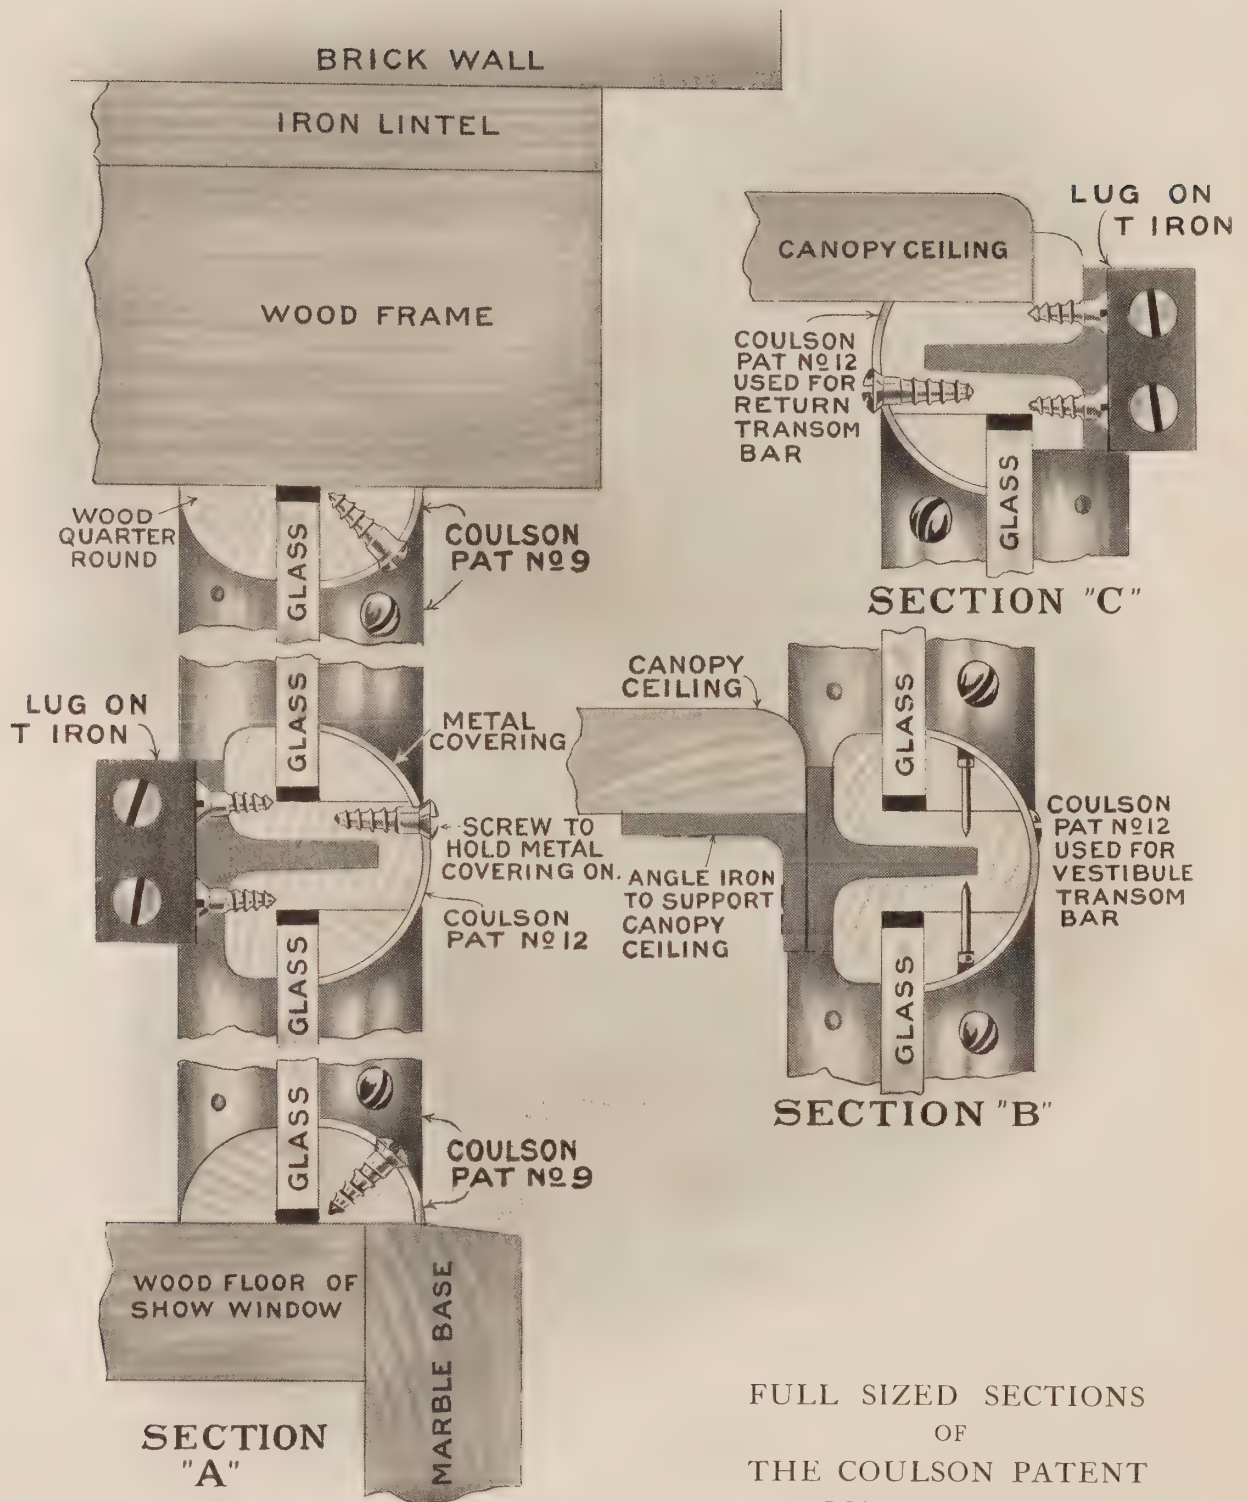 BRICK WALL
IRON LINTEL
WOOD FRAME
WOOD
QUARTER
ROUND
GLASS
COULSON
PAT № 9
LUG ON
T IRON
GLASS
METAL
COVERING
SCREW TO
HOLD METAL
COVERING ON.
COULSON
PAT № 12
GLASS
GLASS
COULSON
PAT № 9
WOOD FLOOR OF
SHOW WINDOW
MARBLE BASE
SECTION
"A"
LUG ON
T IRON
CANOPY CEILING
COULSON
PAT № 12
USED FOR
RETURN
TRANSOM
BAR
GLASS
SECTION "C"
CANOPY
CEILING
GLASS
ANGLE IRON
TO SUPPORT
CANOPY
CEILING
COULSON
PAT № 12
USED FOR
VESTIBULE
TRANSOM
BAR
GLASS
SECTION "B"
FULL SIZED SECTIONS
OF
THE COULSON PATENT